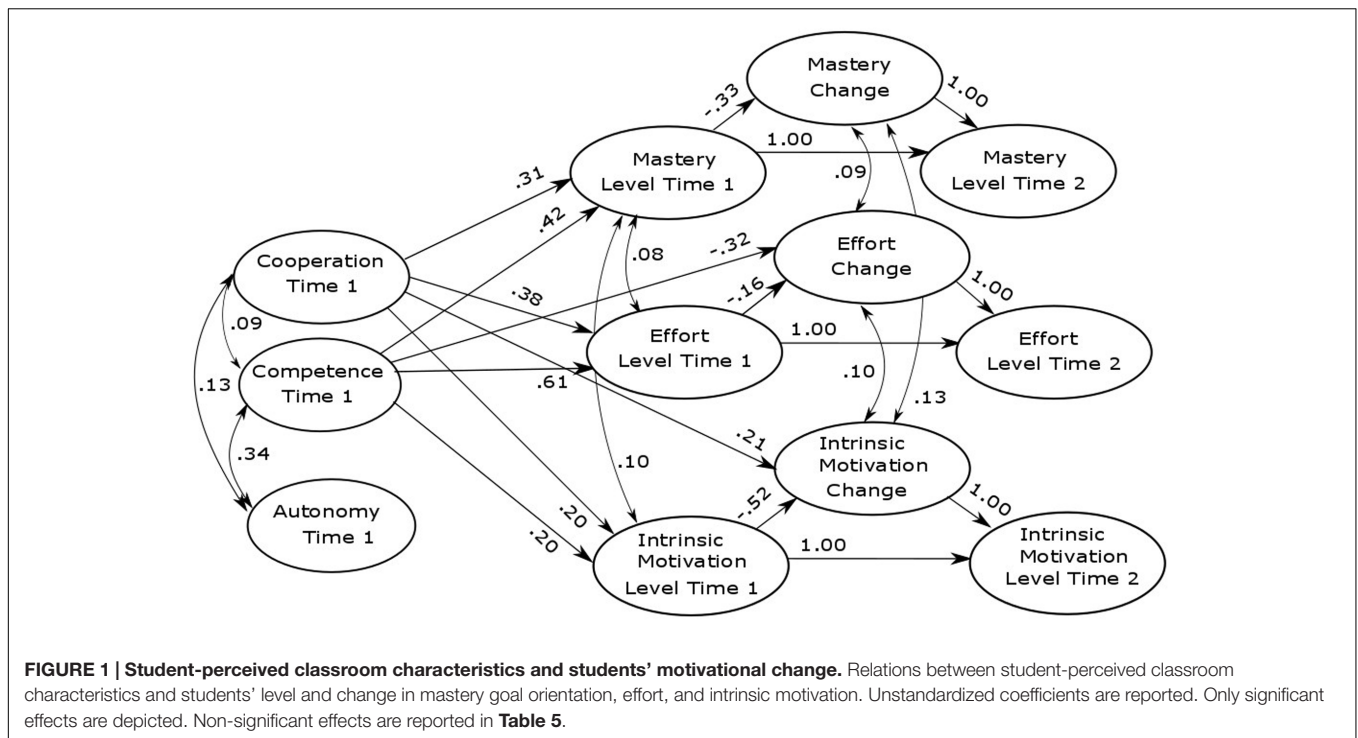 Mastery
Change
-.33
1.00
Mastery
Level Time 1
1.00
Mastery
Level Time 2
.31
.09
.42
Cooperation
Time 1
-.32
Effort
Change
.08
.38
-.16
1.00
.09
Effort
Level Time 1
1.00
Effort
Level Time 2
Competence
Time 1
.61
.10
.13
.13
.34
.21
Intrinsic
Motivation
Change
.10
-.52
1.00
Autonomy
Time 1
.20
.20
Intrinsic
Motivation
Level Time 1
1.00
Intrinsic
Motivation
Level Time 2
FIGURE 1 | Student-perceived classroom characteristics and students’ motivational change. Relations between student-perceived classroom
characteristics and students’ level and change in mastery goal orientation, effort, and intrinsic motivation. Unstandardized coefficients are reported. Only significant
effects are depicted. Non-significant effects are reported in Table 5.